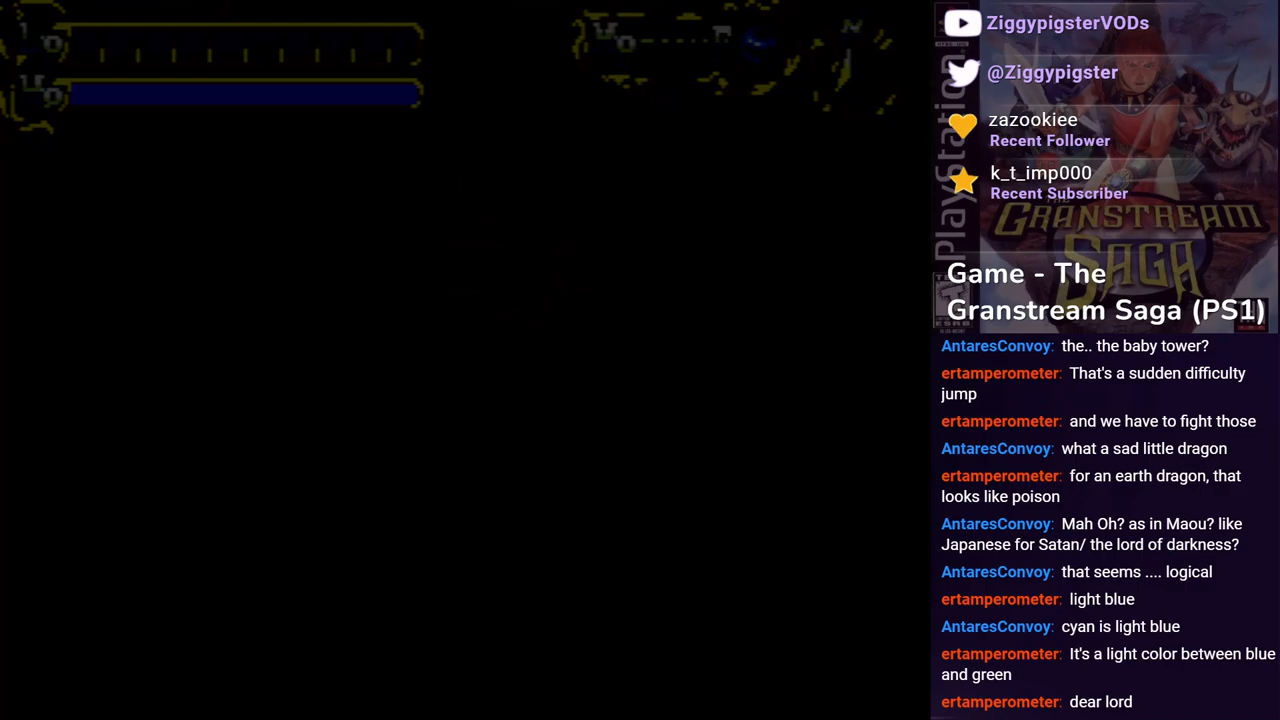 ZiggypigsterVODs
@Ziggypigster
zazookiee
Recent Follower
k_t_imp000
Recent Subscriber
PlayStation
THE
GRANSTREAM
SAGA
Game - The
Granstream Saga (PS1)
AntaresConvoy: the.. the baby tower?
ertamperometer: That's a sudden difficulty
jump
ertamperometer: and we have to fight those
AntaresConvoy: what a sad little dragon
ertamperometer: for an earth dragon, that
looks like poison
AntaresConvoy: Mah Oh? as in Maou? like
Japanese for Satan/ the lord of darkness?
AntaresConvoy: that seems .... logical
ertamperometer: light blue
AntaresConvoy: cyan is light blue
ertamperometer: It's a light color between blue
and green
ertamperometer: dear lord